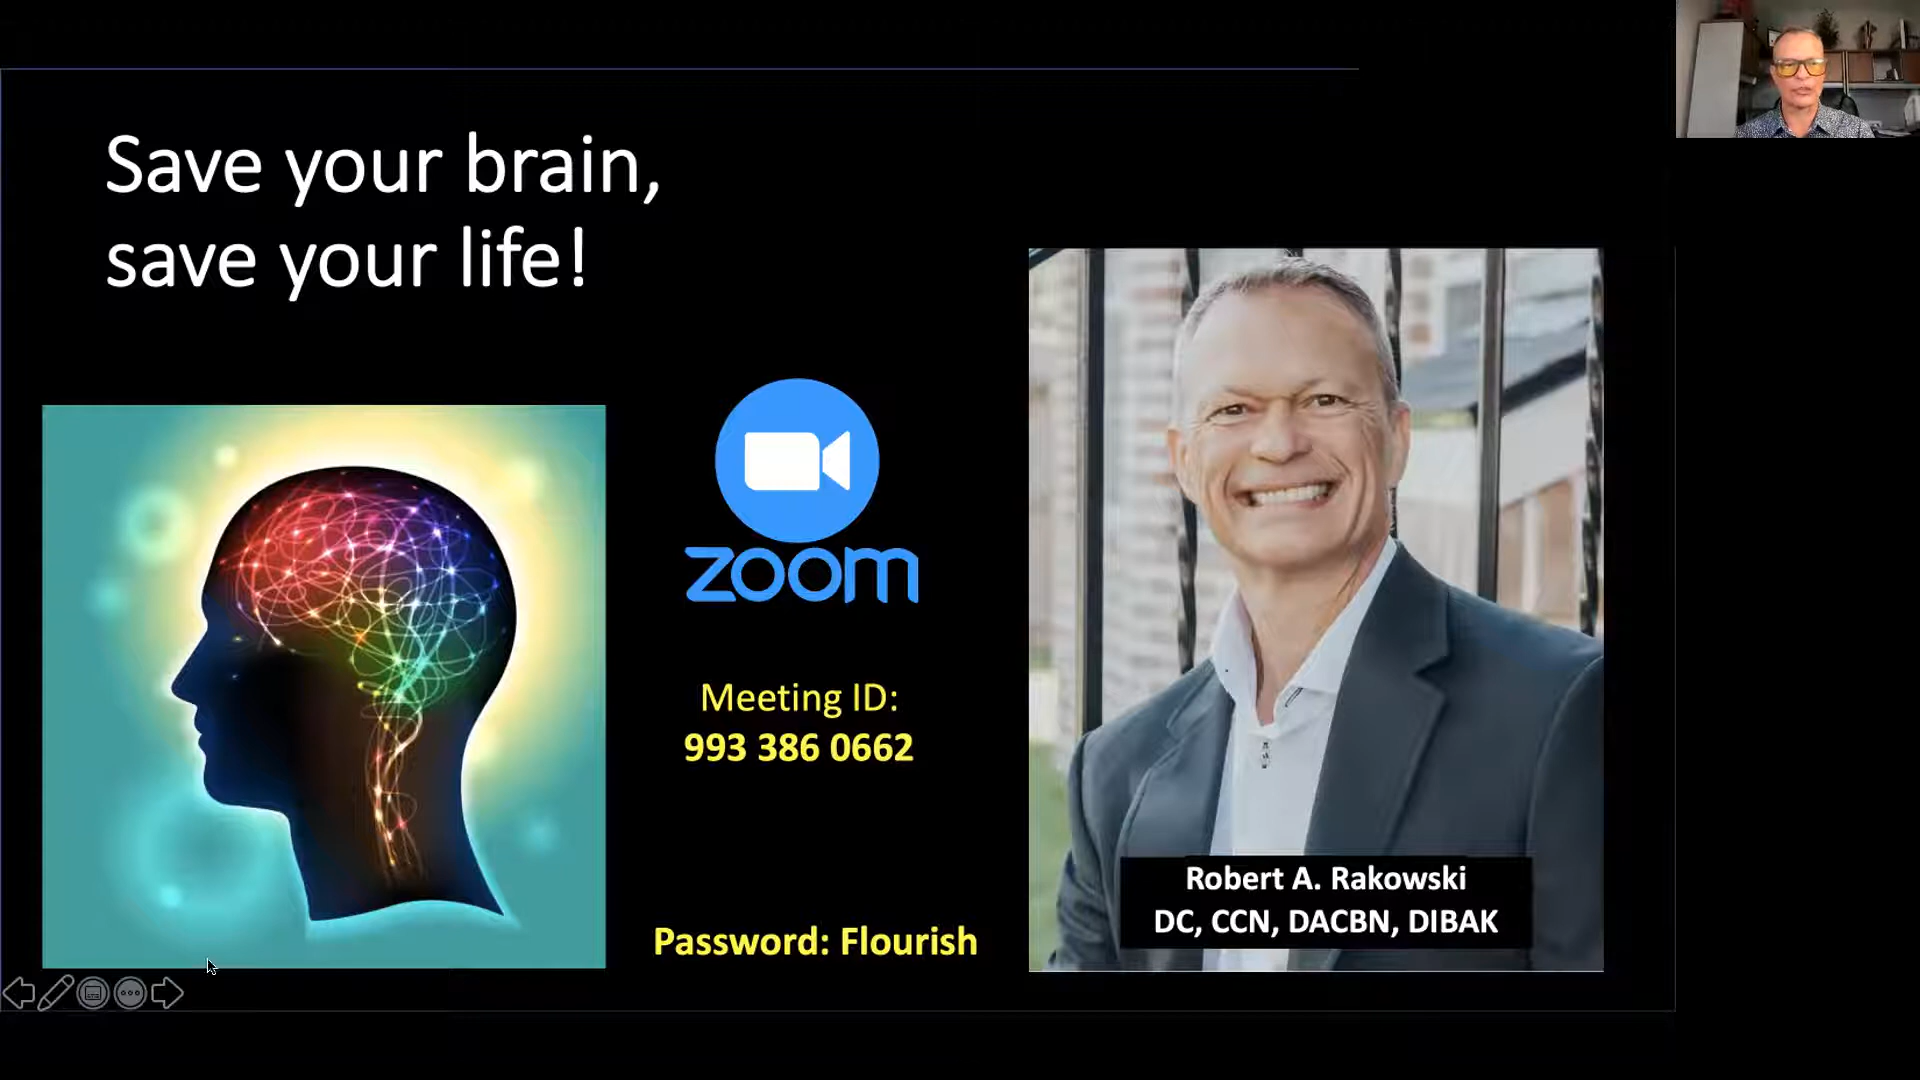 Save your brain,
save your life!
zoom
Meeting ID:
993 386 0662
Password: Flourish
Robert A. Rakowski
DC, CCN, DACBN, DIBAK